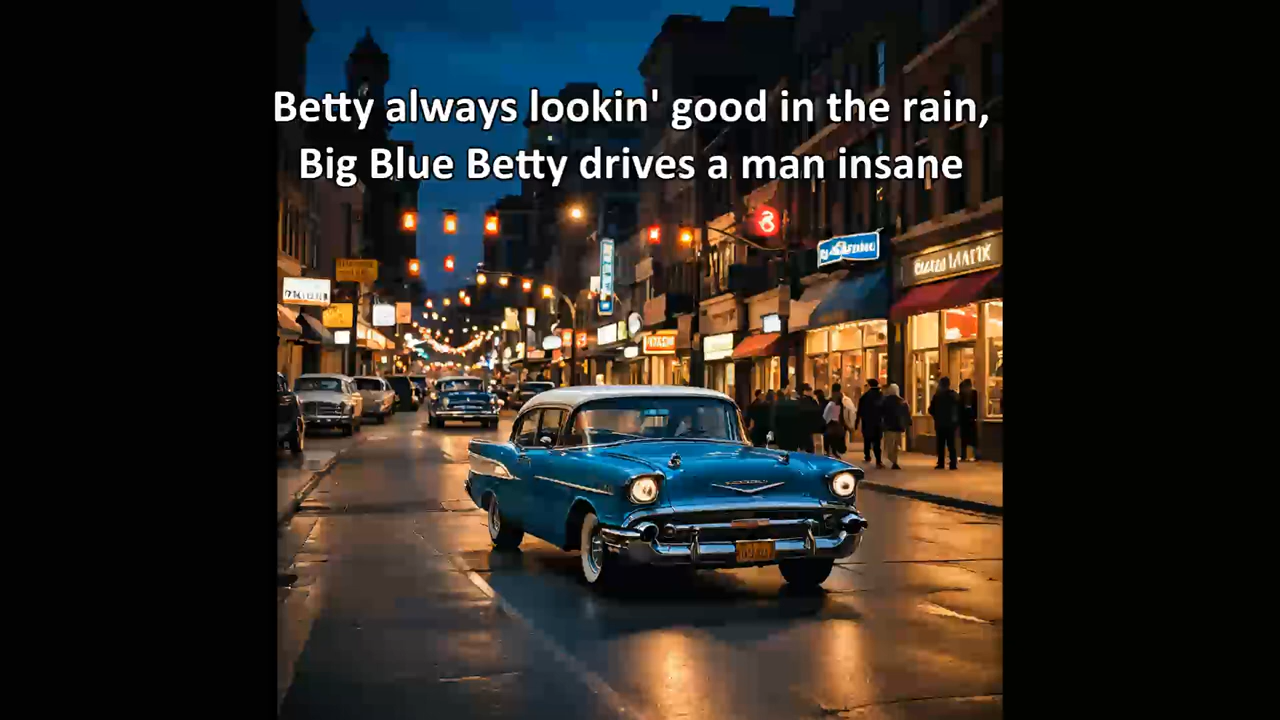 Betty always lookin' good in the rain,
Big Blue Betty drives a man insane